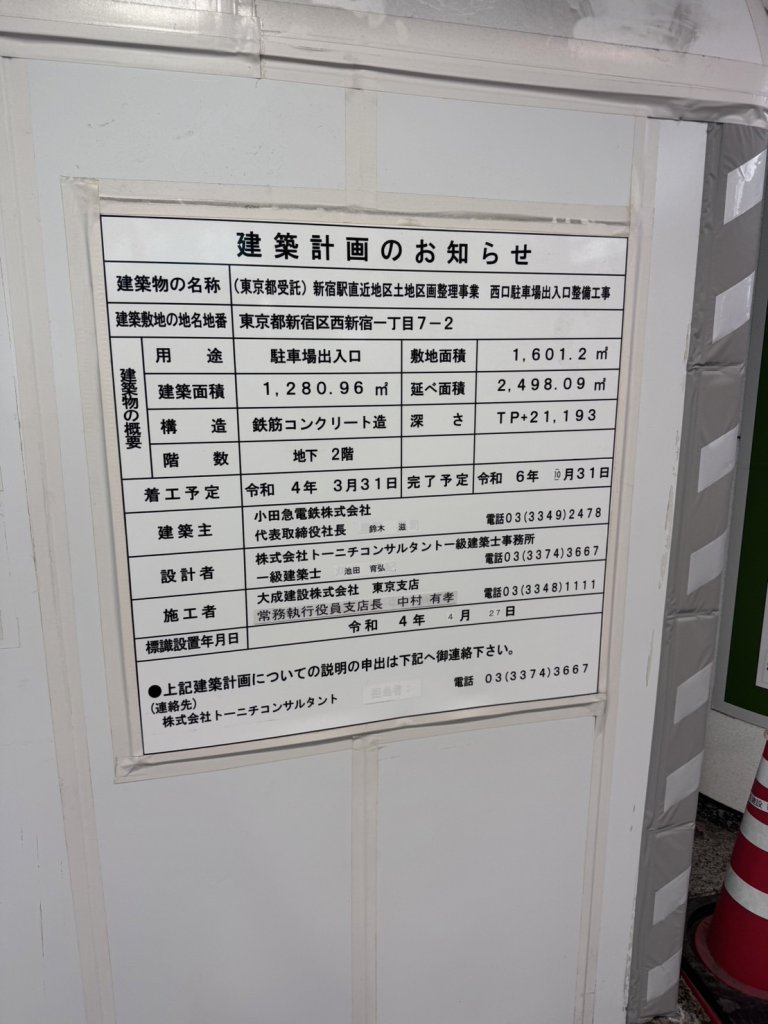 建築計画のお知らせ
建築物の名称 (東京都受託) 新宿駅直近地区土地区画整理事業 西口駐車場出入口整備工事
建築敷地の地名地番 東京都新宿区西新宿一丁目7-2
建築物の概要
用途 駐車場出入口 敷地面積 1,601.2㎡
建築面積 1,280.96㎡ 延べ面積 2,498.09㎡
構造 鉄筋コンクリート造 深さ TP+21,193
階数 地下 2階
着工予定 令和 4年 3月31日 完了予定 令和 6年 10月31日
建築主 小田急電鉄株式会社
代表取締役社長 鈴木 滋 電話03(3349)2478
設計者 株式会社トーニチコンサルタント一級建築士事務所
一級建築士 池田 育弘 電話03(3374)3667
施工者 大成建設株式会社 東京支店
常務執行役員支店長 中村 有孝 電話03(3348)1111
標識設置年月日 令和 4年 4月 27日
●上記建築計画についての説明の申出は下記へ御連絡下さい。
(連絡先)
株式会社トーニチコンサルタント 電話 03(3374)3667